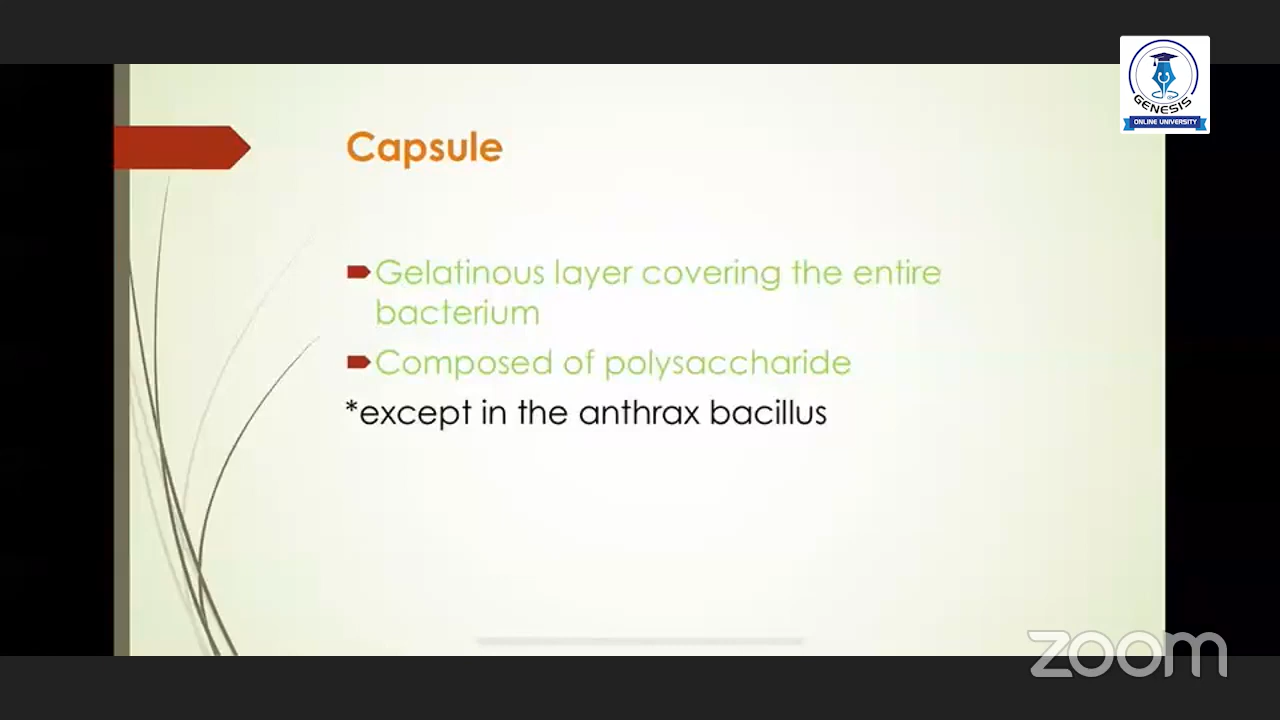 GENESIS
ONLINE UNIVERSITY
Capsule
Gelatinous layer covering the entire
bacterium
Composed of polysaccharide
*except in the anthrax bacillus
zoom